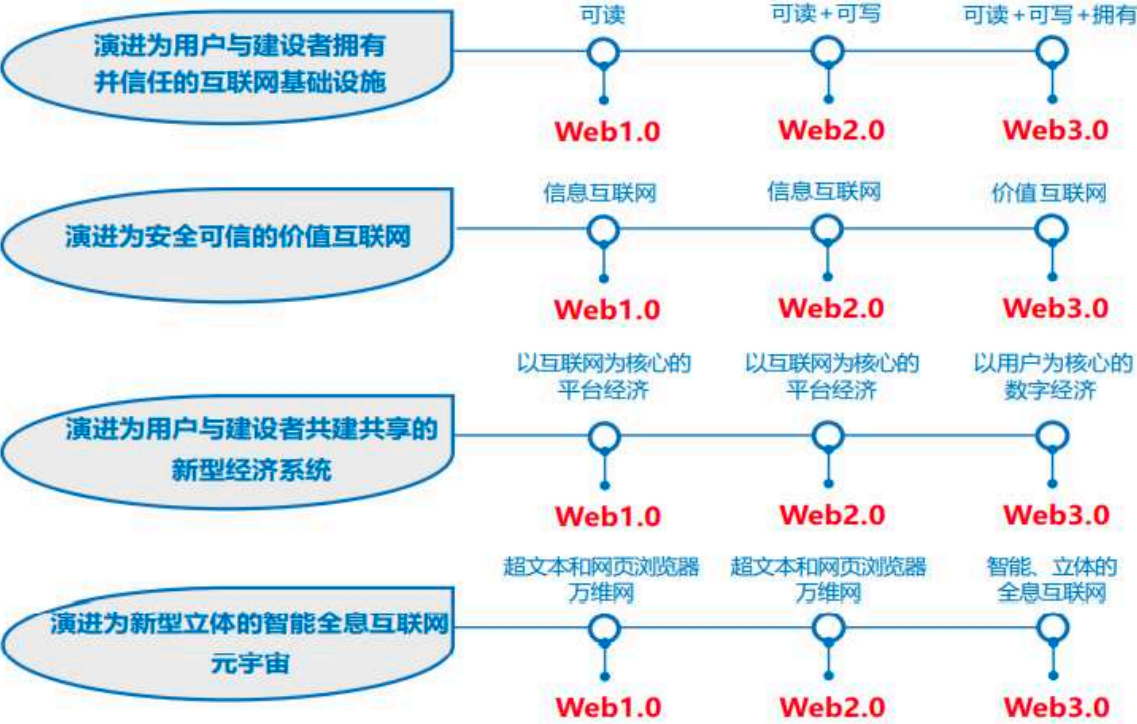 可读
可读+可写
可读+可写+拥有
演进为用户与建设者拥有
并信任的互联网基础设施
Web1.0
Web2.0
Web3.0
信息互联网
信息互联网
价值互联网
演进为安全可信的价值互联网
Web1.0
Web2.0
Web3.0
以互联网为核心的
平台经济
以互联网为核心的
平台经济
以用户为核心的
数字经济
演进为用户与建设者共建共享的
新型经济系统
Web1.0
Web2.0
Web3.0
超文本和网页浏览器
万维网
超文本和网页浏览器
万维网
智能、立体的
全息互联网
演进为新型立体的智能全息互联网
元宇宙
Web1.0
Web2.0
Web3.0